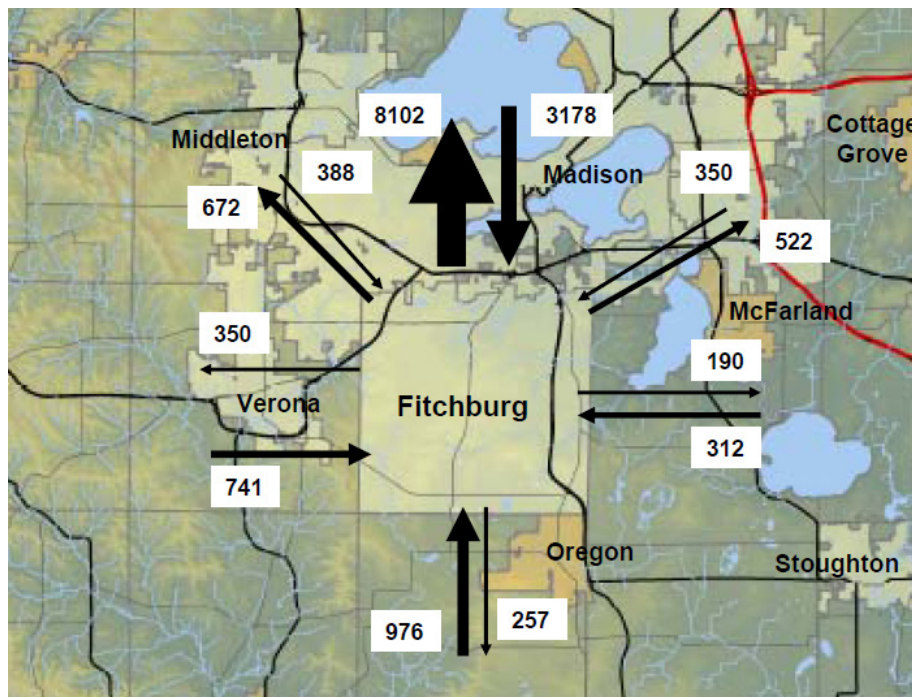 8102
3178
Cottage
Grove
Middleton
388
Madison
350
672
522
McFarland
350
190
Verona
Fitchburg
312
741
Oregon
Stoughton
976
257